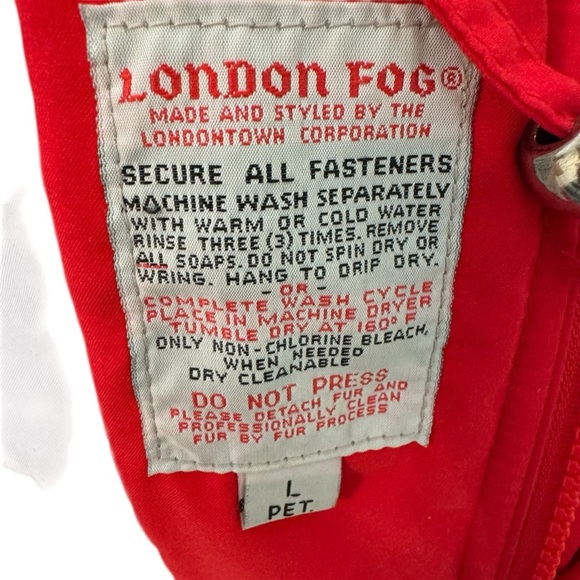 LONDON FOG®
MADE AND STYLED BY THE
LONDONTOWN CORPORATION
SECURE ALL FASTENERS
MACHINE WASH SEPARATELY
WITH WARM OR COLD WATER
RINSE THREE (3) TIMES. REMOVE
ALL SOAPS. DO NOT SPIN DRY OR
WRING. HANG TO DRIP DRY.
- OR -
COMPLETE WASH CYCLE
PLACE IN MACHINE DRYER
TUMBLE DRY AT 160° F
ONLY NON-CHLORINE BLEACH,
WHEN NEEDED
DRY CLEANABLE
DO NOT PRESS
PLEASE DETACH FUR AND
PROFESSIONALLY CLEAN
FUR BY FUR PROCESS
L
PET.